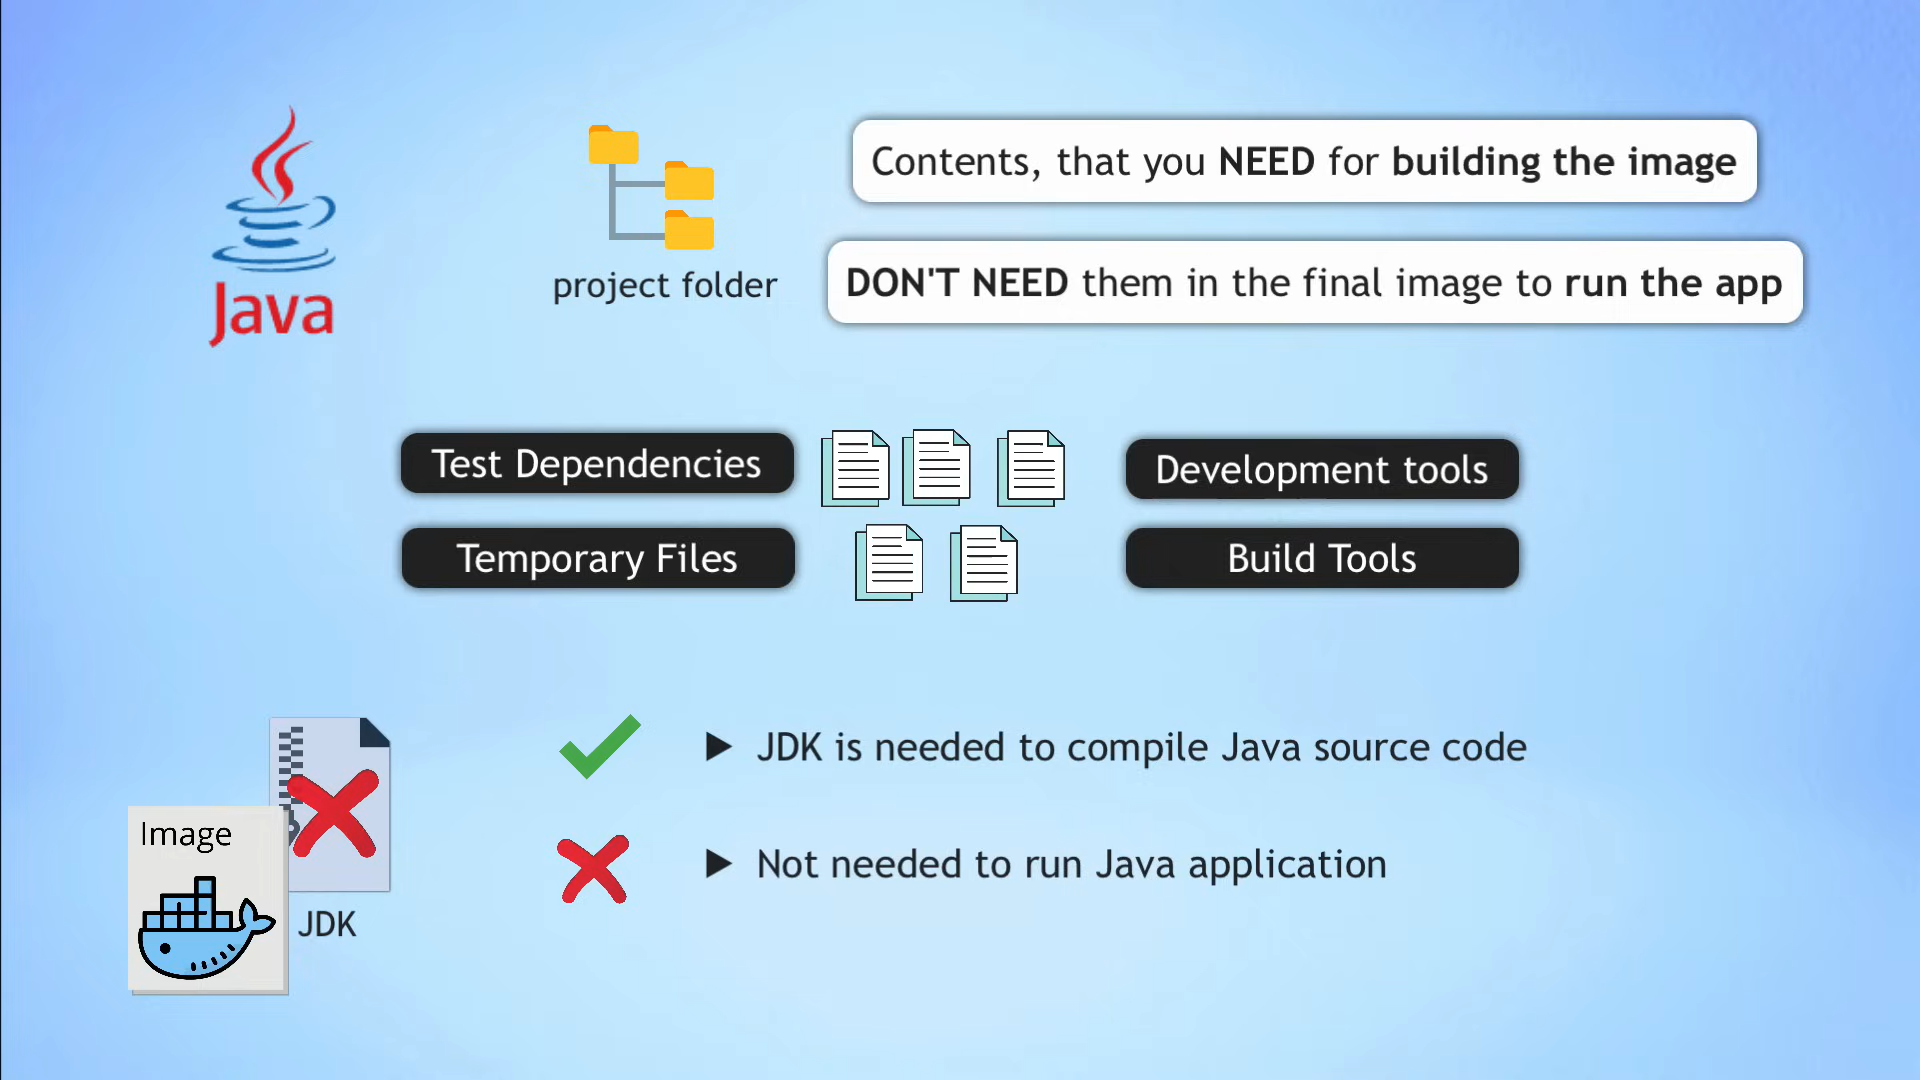 Java
project folder
Contents, that you NEED for building the image
DON'T NEED them in the final image to run the app
Test Dependencies
Development tools
Temporary Files
Build Tools
Image
JDK
JDK is needed to compile Java source code
Not needed to run Java application